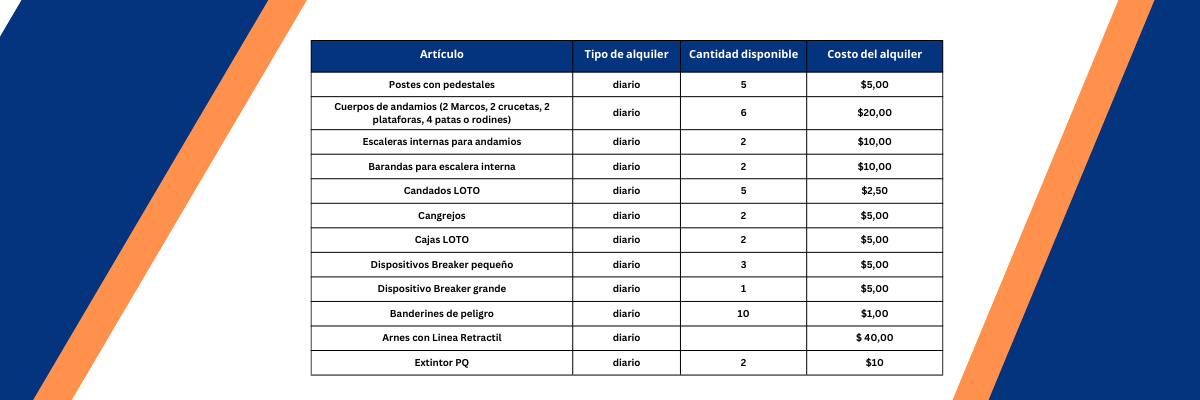 Artículo Tipo de alquiler Cantidad disponible Costo del alquiler
Postes con pedestales diario 5 $5,00
Cuerpos de andamios (2 Marcos, 2 crucetas, 2
plataforas, 4 patas o rodines) diario 6 $20,00
Escaleras internas para andamios diario 2 $10,00
Barandas para escalera interna diario 2 $10,00
Candados LOTO diario 5 $2,50
Cangrejos diario 2 $5,00
Cajas LOTO diario 2 $5,00
Dispositivos Breaker pequeño diario 3 $5,00
Dispositivo Breaker grande diario 1 $5,00
Banderines de peligro diario 10 $1,00
Arnes con Linea Retractil diario $ 40,00
Extintor PQ diario 2 $10